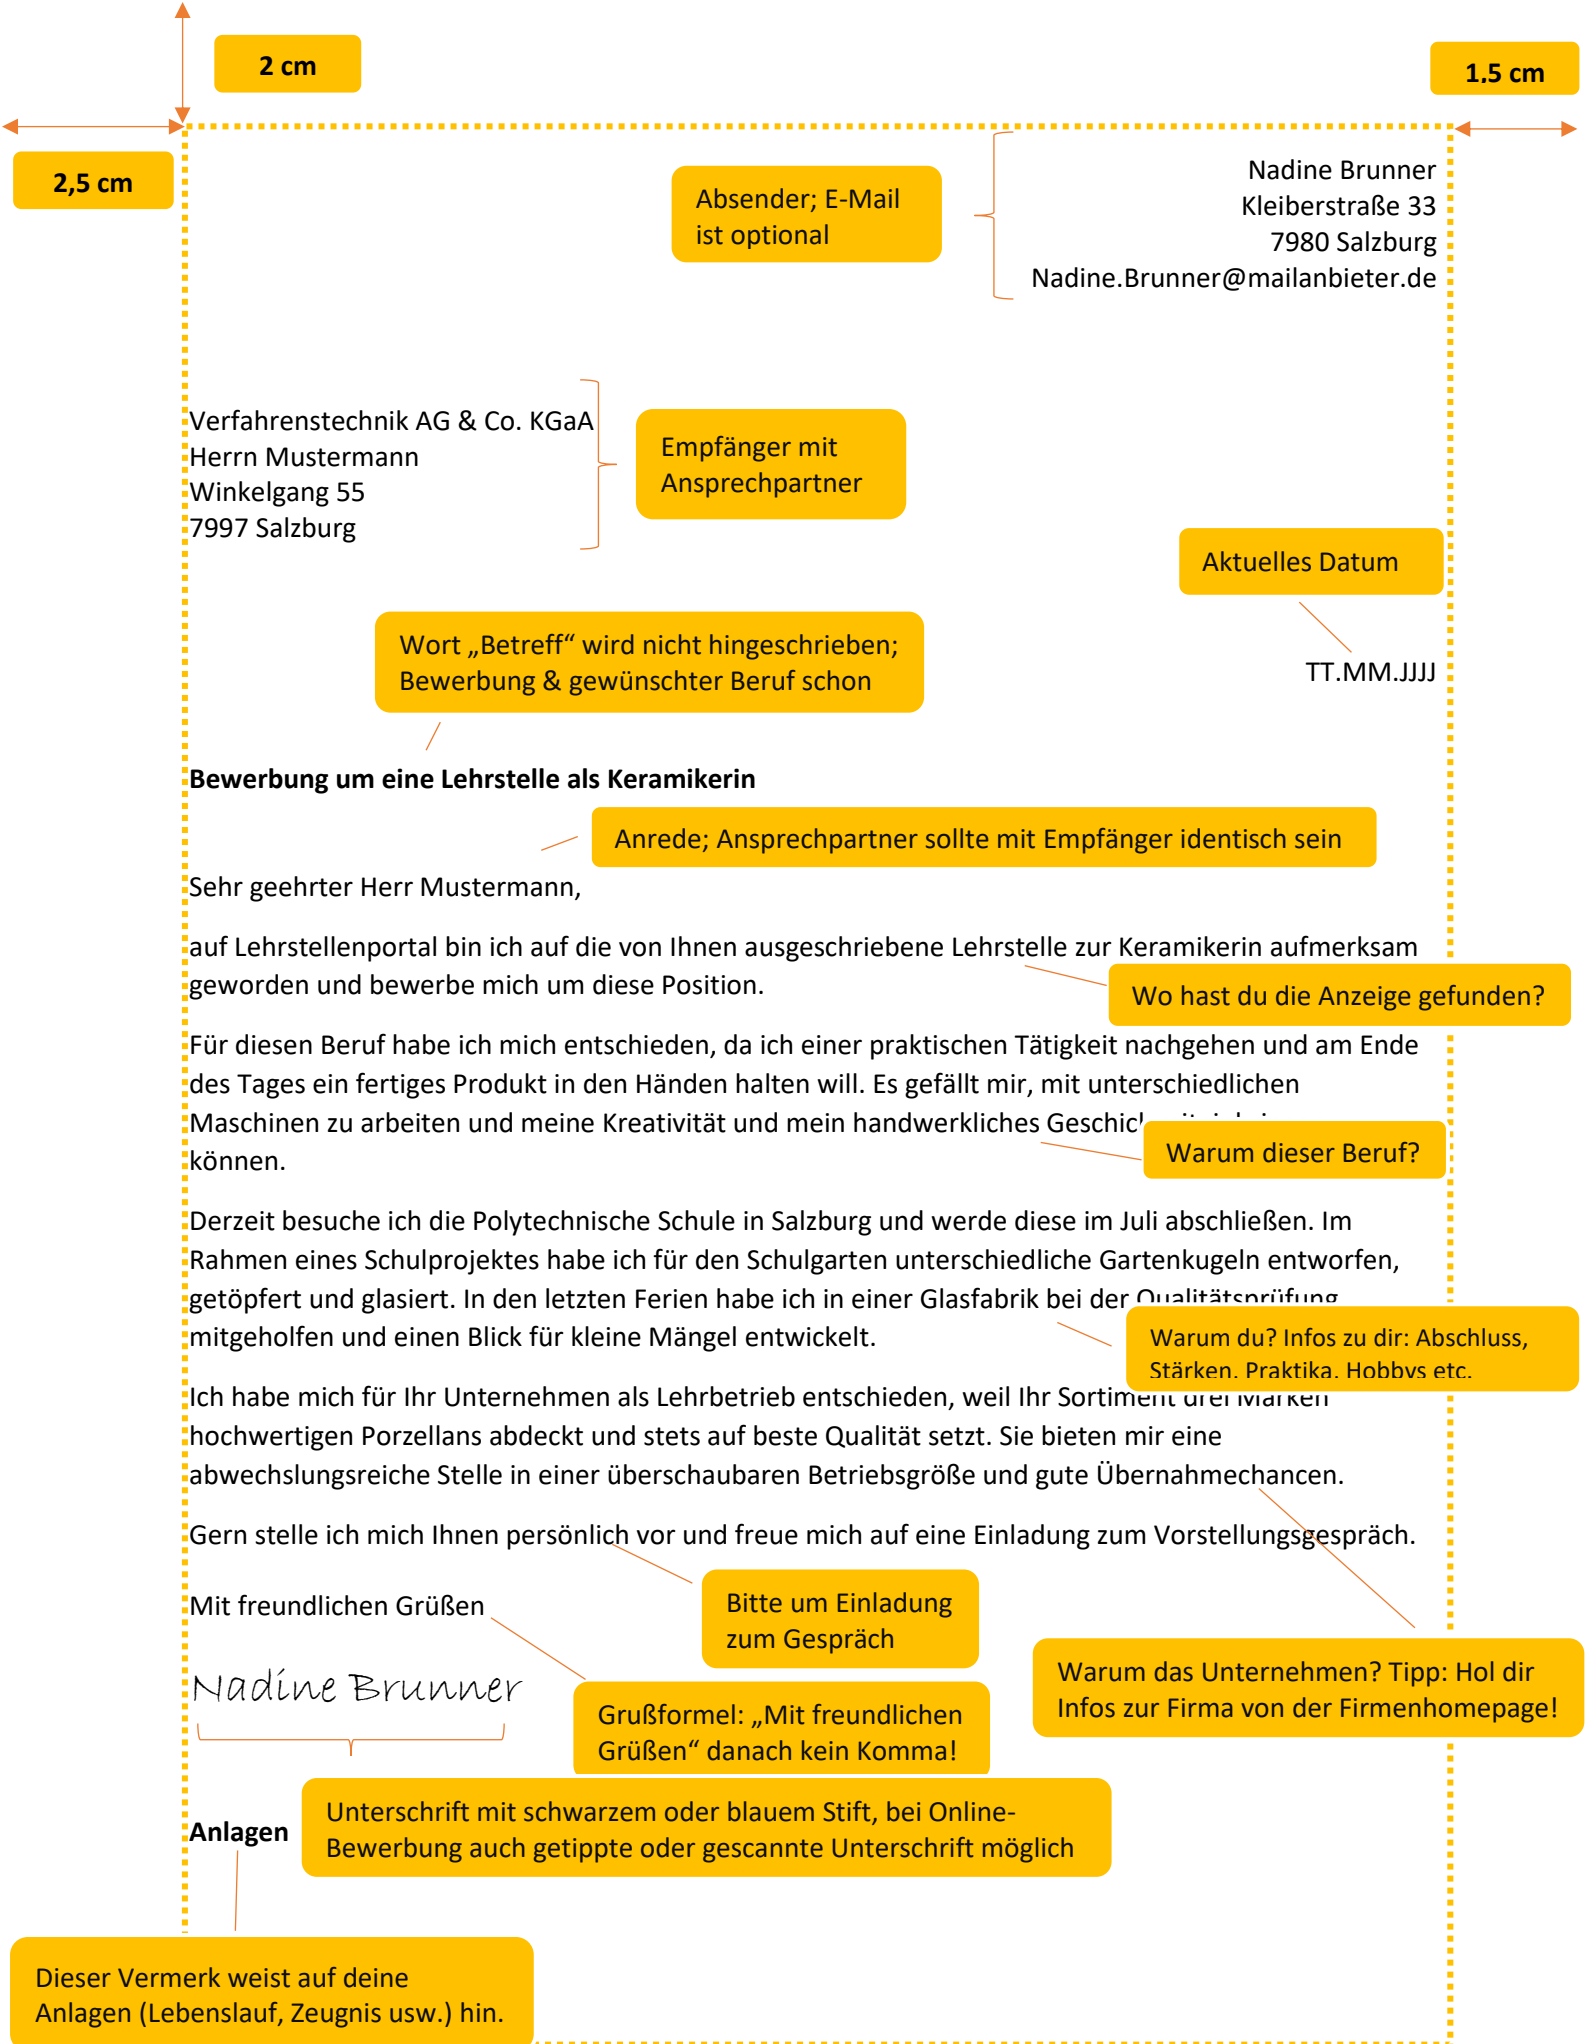 2 cm
1,5 cm
2,5 cm
Absender; E-Mail
ist optional
Nadine Brunner
Kleiberstraße 33
7980 Salzburg
Nadine.Brunner@mailanbieter.de
Verfahrenstechnik AG & Co. KGaA
Herrn Mustermann
Winkelgang 55
7997 Salzburg
Empfänger mit
Ansprechpartner
Aktuelles Datum
TT.MM.JJJJ
Wort „Betreff“ wird nicht hingeschrieben;
Bewerbung & gewünschter Beruf schon
Bewerbung um eine Lehrstelle als Keramikerin
Anrede; Ansprechpartner sollte mit Empfänger identisch sein
Sehr geehrter Herr Mustermann,
auf Lehrstellenportal bin ich auf die von Ihnen ausgeschriebene Lehrstelle zur Keramikerin aufmerksam
geworden und bewerbe mich um diese Position.
Wo hast du die Anzeige gefunden?
Für diesen Beruf habe ich mich entschieden, da ich einer praktischen Tätigkeit nachgehen und am Ende
des Tages ein fertiges Produkt in den Händen halten will. Es gefällt mir, mit unterschiedlichen
Maschinen zu arbeiten und meine Kreativität und mein handwerkliches
können.
Warum dieser Beruf?
Derzeit besuche ich die Polytechnische Schule in Salzburg und werde diese im Juli abschließen. Im
Rahmen eines Schulprojektes habe ich für den Schulgarten unterschiedliche Gartenkugeln entworfen,
getöpfert und glasiert. In den letzten Ferien habe ich in einer Glasfabrik bei der Qualitätsprüfung
mitgeholfen und einen Blick für kleine Mängel entwickelt.
Warum du? Infos zu dir: Abschluss,
Stärken, Praktika, Hobbys etc.
Ich habe mich für Ihr Unternehmen als Lehrbetrieb entschieden, weil Ihr Sortiment drei Marken
hochwertigen Porzellans abdeckt und stets auf beste Qualität setzt. Sie bieten mir eine
abwechslungsreiche Stelle in einer überschaubaren Betriebsgröße und gute Übernahmechancen.
Gern stelle ich mich Ihnen persönlich vor und freue mich auf eine Einladung zum Vorstellungsgespräch.
Bitte um Einladung
zum Gespräch
Mit freundlichen Grüßen
Warum das Unternehmen? Tipp: Hol dir
Infos zur Firma von der Firmenhomepage!
Nadine Brunner
Grußformel: „Mit freundlichen
Grüßen“ danach kein Komma!
Unterschrift mit schwarzem oder blauem Stift, bei Online-
Bewerbung auch getippte oder gescannte Unterschrift möglich
Anlagen
Dieser Vermerk weist auf deine
Anlagen (Lebenslauf, Zeugnis usw.) hin.